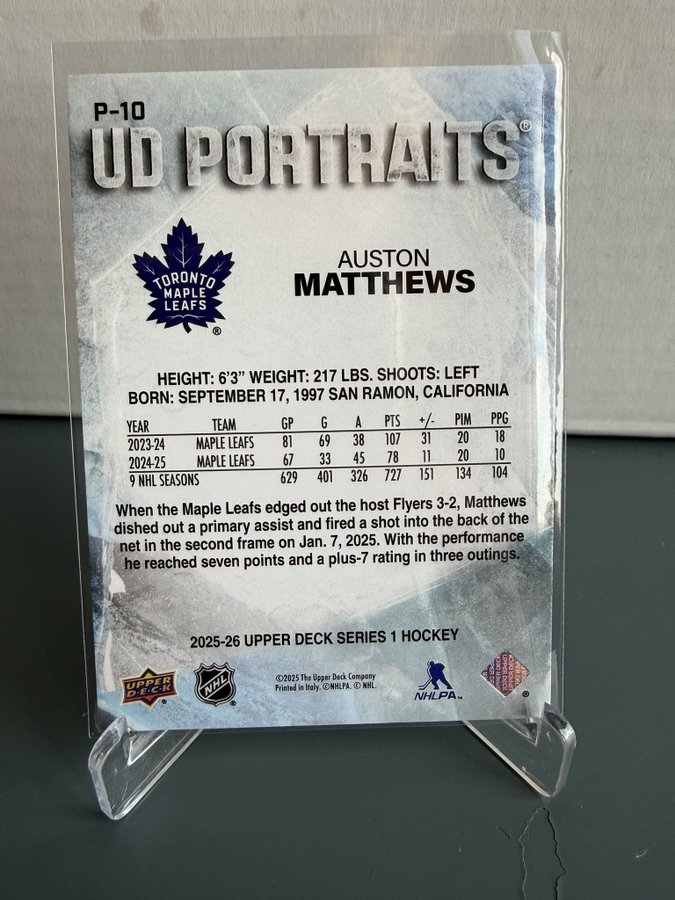 P-10
UD PORTRAITS®
TORONTO
MAPLE
LEAFS
®
AUSTON
MATTHEWS
HEIGHT: 6'3” WEIGHT: 217 LBS. SHOOTS: LEFT
BORN: SEPTEMBER 17, 1997 SAN RAMON, CALIFORNIA
YEAR TEAM GP G A PTS +/- PIM PPG
2023-24 MAPLE LEAFS 81 69 38 107 31 20 18
2024-25 MAPLE LEAFS 67 33 45 78 11 20 10
9 NHL SEASONS 629 401 326 727 151 134 104
When the Maple Leafs edged out the host Flyers 3-2, Matthews
dished out a primary assist and fired a shot into the back of the
net in the second frame on Jan. 7, 2025. With the performance
he reached seven points and a plus-7 rating in three outings.
2025-26 UPPER DECK SERIES 1 HOCKEY
UPPER
DECK
NHL
©2025 The Upper Deck Company
Printed in Italy. ©NHLPA. © NHL.
NHLPA™
UPPER DECK